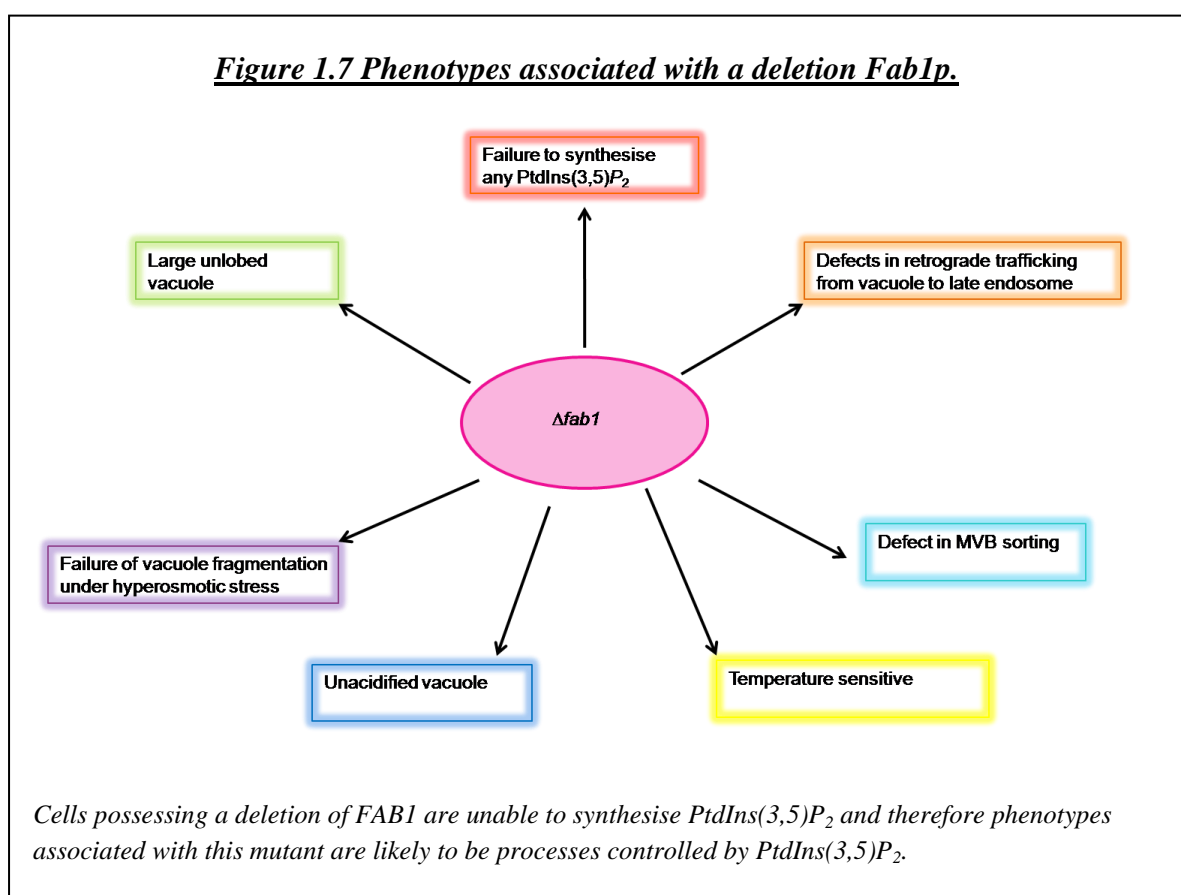 Figure 1.7 Phenotypes associated with a deletion Fab1p.
Failure to synthesise
any PtdIns(3,5)P₂
Large unlobed
vacuole
Defects in retrograde trafficking
from vacuole to late endosome
Δfab1
Failure of vacuole fragmentation
under hyperosmotic stress
Defect in MVB sorting
Unacidified vacuole
Temperature sensitive
Cells possessing a deletion of FAB1 are unable to synthesise PtdIns(3,5)P₂ and therefore phenotypes
associated with this mutant are likely to be processes controlled by PtdIns(3,5)P₂.